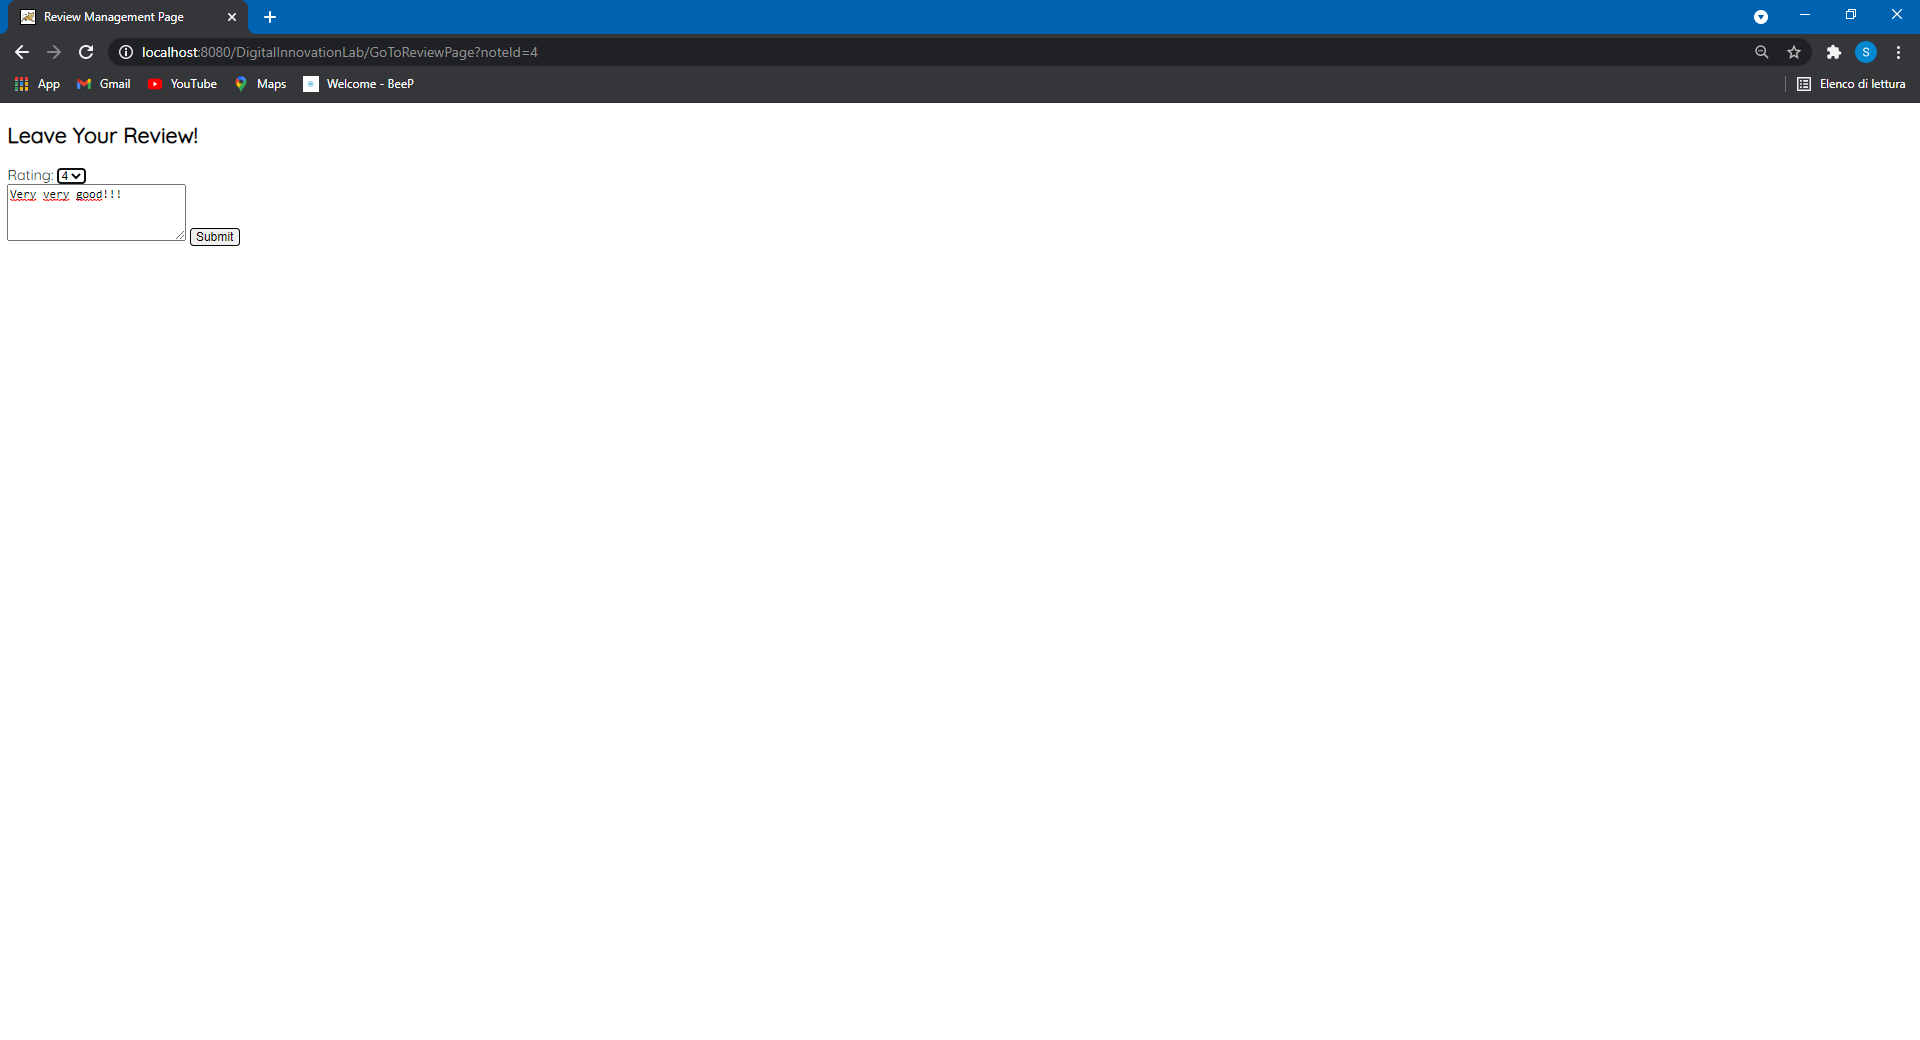 Review Management Page
localhost:8080/DigitalInnovationLab/GoToReviewPage?noteId=4
S
App Gmail YouTube Maps Welcome - BeeP Elenco di lettura
Leave Your Review!
Rating: 4
Very very good!!!
Submit